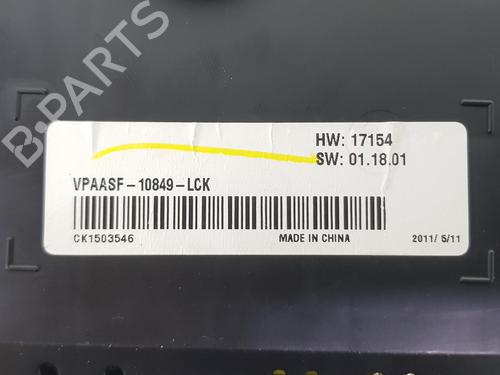 B-PARTS
HW: 17154
SW: 01.18.01
VPAASF-10849-LCK
CK1503546
MADE IN CHINA
2011/ 5/11